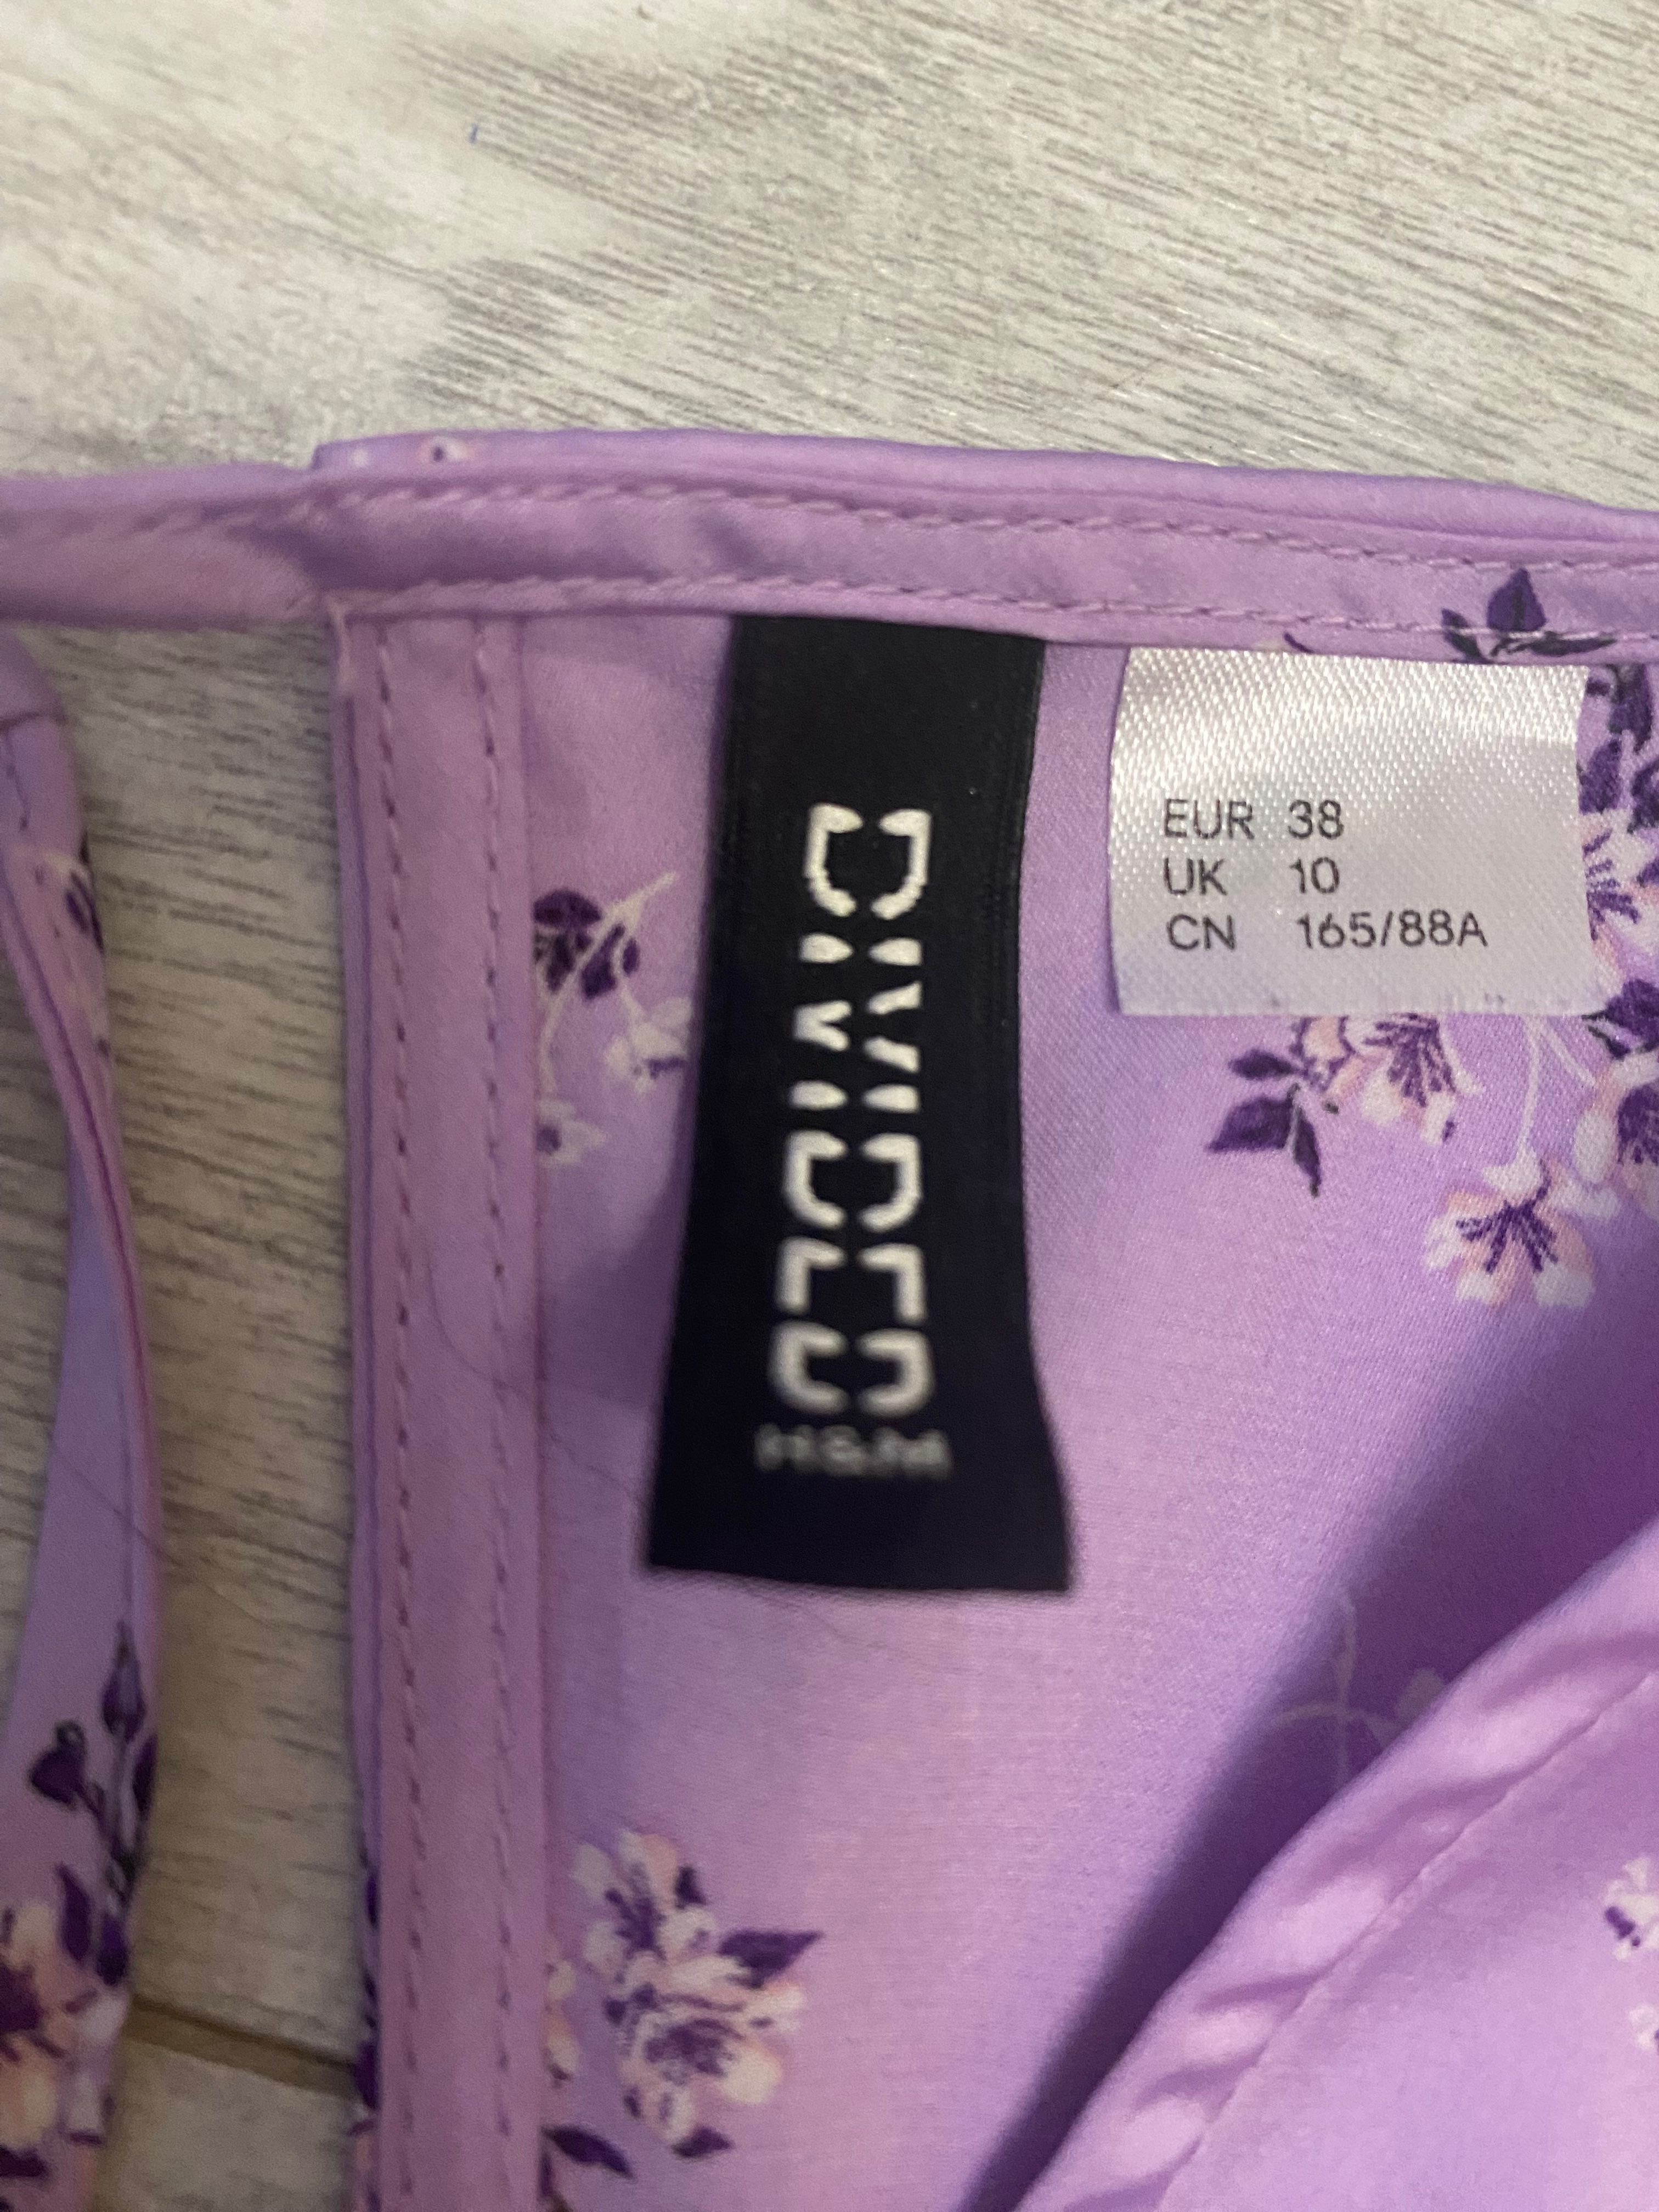 DIVIDED
H&M
EUR 38
UK 10
CN 165/88A